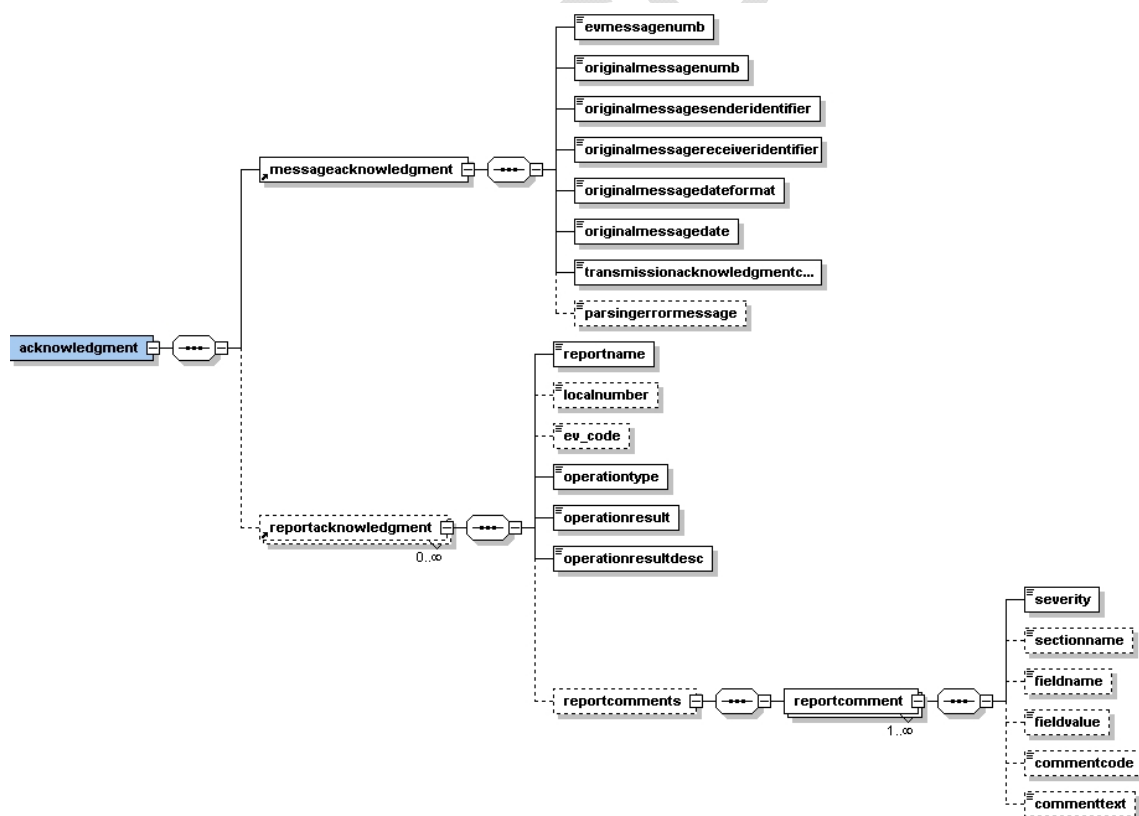 evmessagenumb
originalmessagenumb
originalmessagesenderidentifier
originalmessagereceiveridentifier
messageacknowledgment
originalmessagedateformat
originalmessagedate
transmissionacknowledgmentc...
parsingerrormessage
acknowledgment
reportname
localnumber
ev_code
operationtype
operationresult
reportacknowledgment
0..∞
operationresultdesc
severity
sectionname
fieldname
reportcomments
reportcomment
1..∞
fieldvalue
commentcode
commenttext